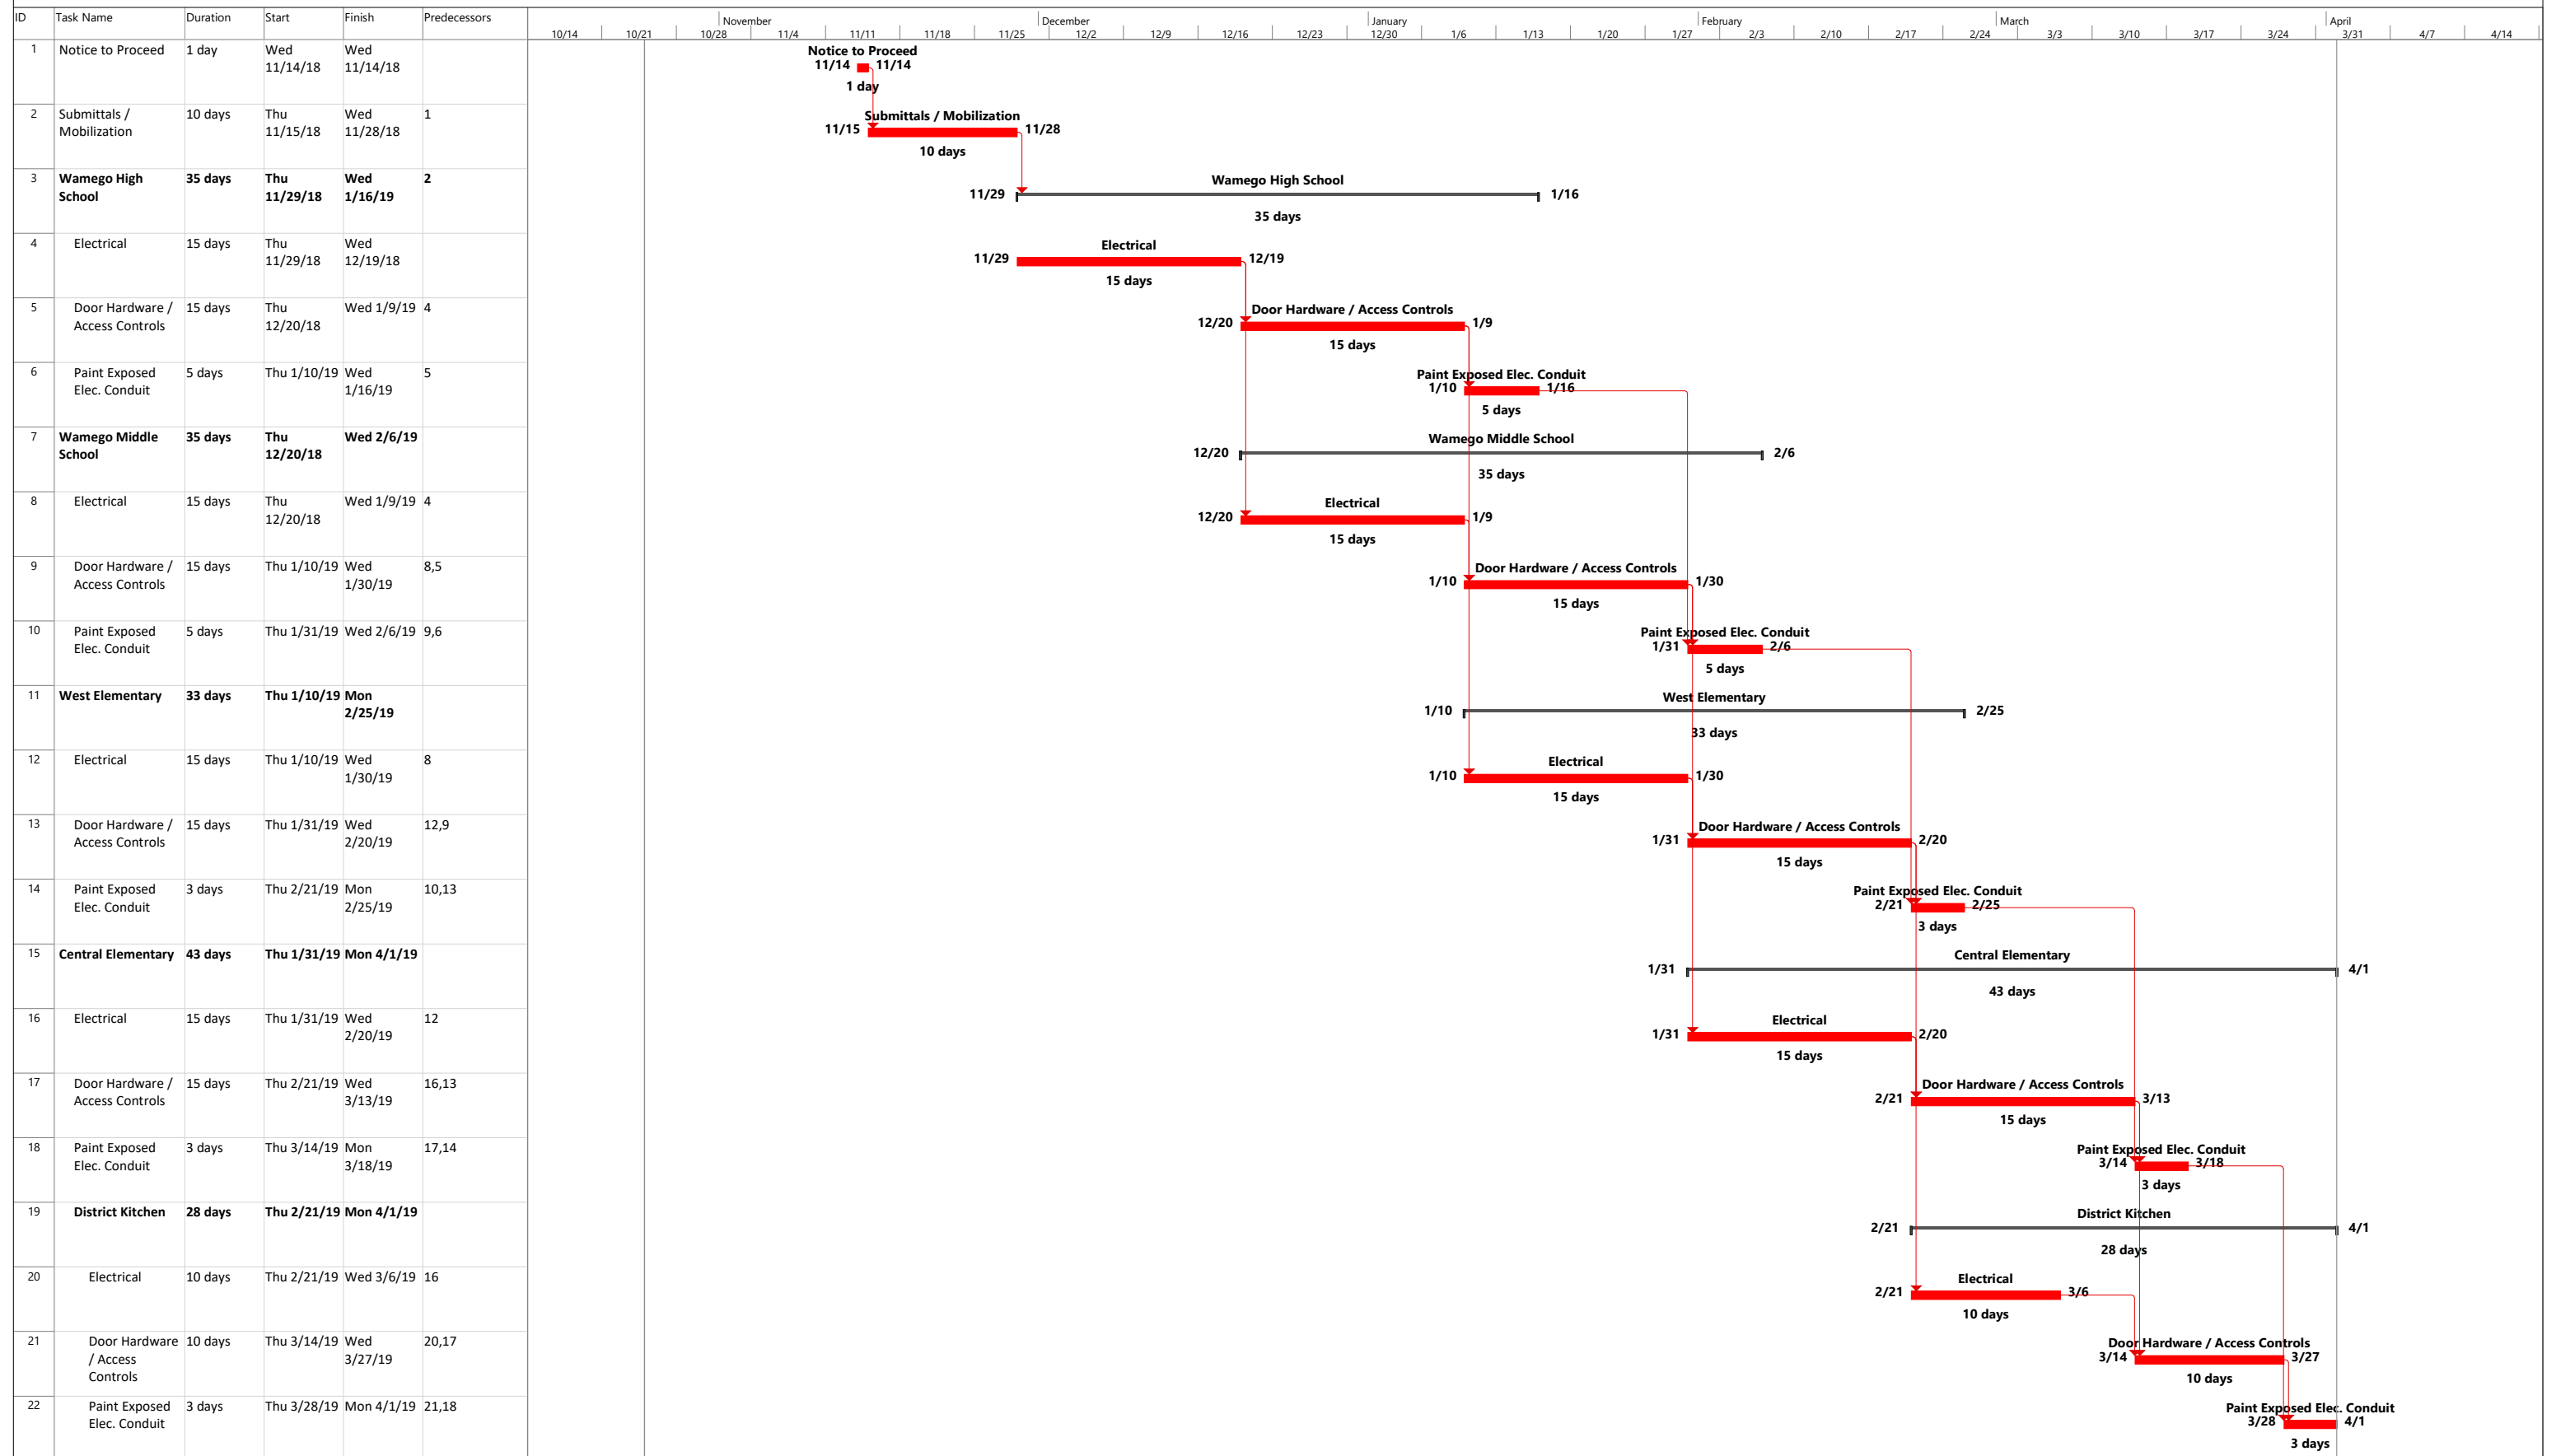 ID Task Name Duration Start Finish Predecessors
November December January February March April
10/14 10/21 10/28 11/4 11/11 11/18 11/25 12/2 12/9 12/16 12/23 12/30 1/6 1/13 1/20 1/27 2/3 2/10 2/17 2/24 3/3 3/10 3/17 3/24 3/31 4/7 4/14
1 Notice to Proceed 1 day Wed Wed
11/14/18 11/14/18
Notice to Proceed
11/14 11/14
1 day
2 Submittals / 10 days Thu Wed 1
Mobilization 11/15/18 11/28/18
Submittals / Mobilization
11/15 11/28
10 days
3 Wamego High 35 days Thu Wed 2
School 11/29/18 1/16/19
Wamego High School
11/29 1/16
35 days
4 Electrical 15 days Thu Wed
11/29/18 12/19/18
Electrical
11/29 12/19
15 days
5 Door Hardware / 15 days Thu Wed 1/9/19 4
Access Controls 12/20/18
Door Hardware / Access Controls
12/20 1/9
15 days
6 Paint Exposed 5 days Thu 1/10/19 Wed 5
Elec. Conduit 1/16/19
Paint Exposed Elec. Conduit
1/10 1/16
5 days
7 Wamego Middle 35 days Thu Wed 2/6/19
School 12/20/18
Wamego Middle School
12/20 2/6
35 days
8 Electrical 15 days Thu Wed 1/9/19 4
12/20/18
Electrical
12/20 1/9
15 days
9 Door Hardware / 15 days Thu 1/10/19 Wed 8,5
Access Controls 1/30/19
Door Hardware / Access Controls
1/10 1/30
15 days
10 Paint Exposed 5 days Thu 1/31/19 Wed 2/6/19 9,6
Elec. Conduit
Paint Exposed Elec. Conduit
1/31 2/6
5 days
11 West Elementary 33 days Thu 1/10/19 Mon
2/25/19
West Elementary
1/10 2/25
33 days
12 Electrical 15 days Thu 1/10/19 Wed 8
1/30/19
Electrical
1/10 1/30
15 days
13 Door Hardware / 15 days Thu 1/31/19 Wed 12,9
Access Controls 2/20/19
Door Hardware / Access Controls
1/31 2/20
15 days
14 Paint Exposed 3 days Thu 2/21/19 Mon 10,13
Elec. Conduit 2/25/19
Paint Exposed Elec. Conduit
2/21 2/25
3 days
15 Central Elementary 43 days Thu 1/31/19 Mon 4/1/19
Central Elementary
1/31 4/1
43 days
16 Electrical 15 days Thu 1/31/19 Wed 12
2/20/19
Electrical
1/31 2/20
15 days
17 Door Hardware / 15 days Thu 2/21/19 Wed 16,13
Access Controls 3/13/19
Door Hardware / Access Controls
2/21 3/13
15 days
18 Paint Exposed 3 days Thu 3/14/19 Mon 17,14
Elec. Conduit 3/18/19
Paint Exposed Elec. Conduit
3/14 3/18
3 days
19 District Kitchen 28 days Thu 2/21/19 Mon 4/1/19
District Kitchen
2/21 4/1
28 days
20 Electrical 10 days Thu 2/21/19 Wed 3/6/19 16
Electrical
2/21 3/6
10 days
21 Door Hardware 10 days Thu 3/14/19 Wed 20,17
/ Access 3/27/19
Controls
Door Hardware / Access Controls
3/14 3/27
10 days
22 Paint Exposed 3 days Thu 3/28/19 Mon 4/1/19 21,18
Elec. Conduit
Paint Exposed Elec. Conduit
3/28 4/1
3 days